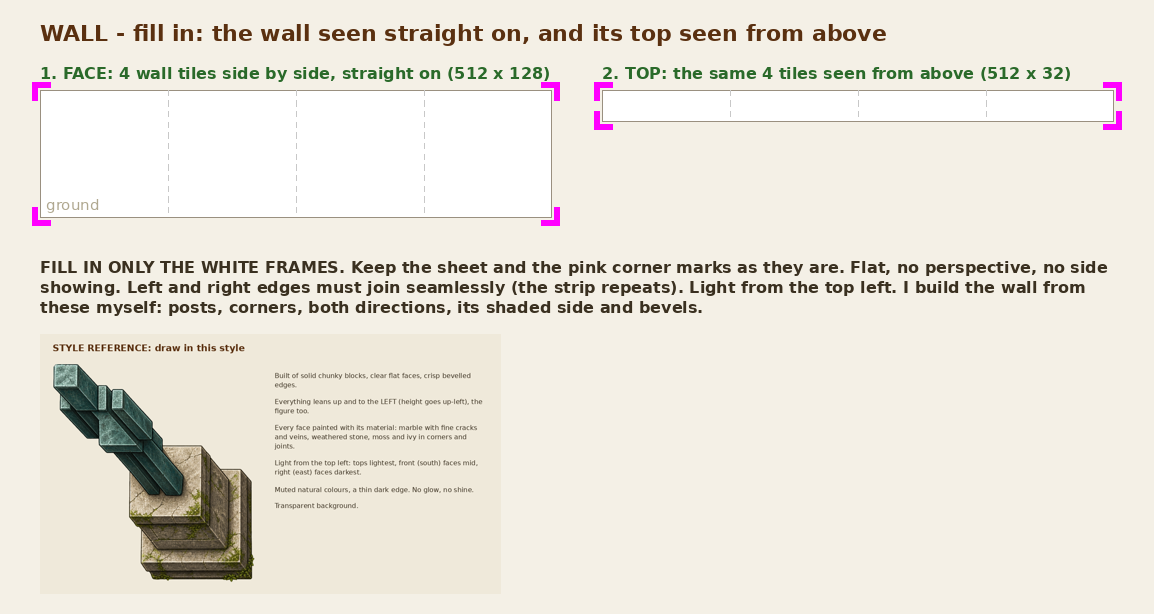 WALL - fill in: the wall seen straight on, and its top seen from above
1. FACE: 4 wall tiles side by side, straight on (512 x 128)
2. TOP: the same 4 tiles seen from above (512 x 32)
ground
FILL IN ONLY THE WHITE FRAMES. Keep the sheet and the pink corner marks as they are. Flat, no perspective, no side
showing. Left and right edges must join seamlessly (the strip repeats). Light from the top left. I build the wall from
these myself: posts, corners, both directions, its shaded side and bevels.
STYLE REFERENCE: draw in this style
Built of solid chunky blocks, clear flat faces, crisp bevelled
edges.
Everything leans up and to the LEFT (height goes up-left), the
figure too.
Every face painted with its material: marble with fine cracks
and veins, weathered stone, moss and ivy in corners and
joints.
Light from the top left: tops lightest, front (south) faces mid,
right (east) faces darkest.
Muted natural colours, a thin dark edge. No glow, no shine.
Transparent background.